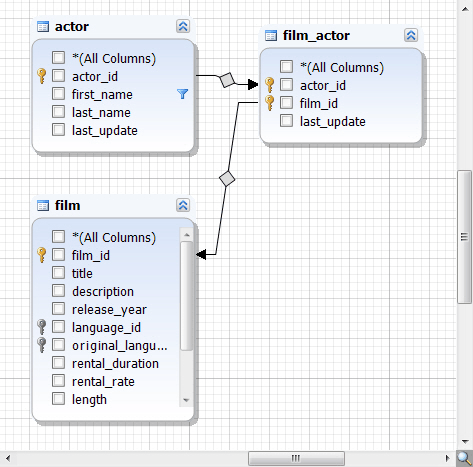 actor
*(All Columns)
actor_id
first_name
last_name
last_update
film_actor
*(All Columns)
actor_id
film_id
last_update
film
*(All Columns)
film_id
title
description
release_year
language_id
original_langu...
rental_duration
rental_rate
length